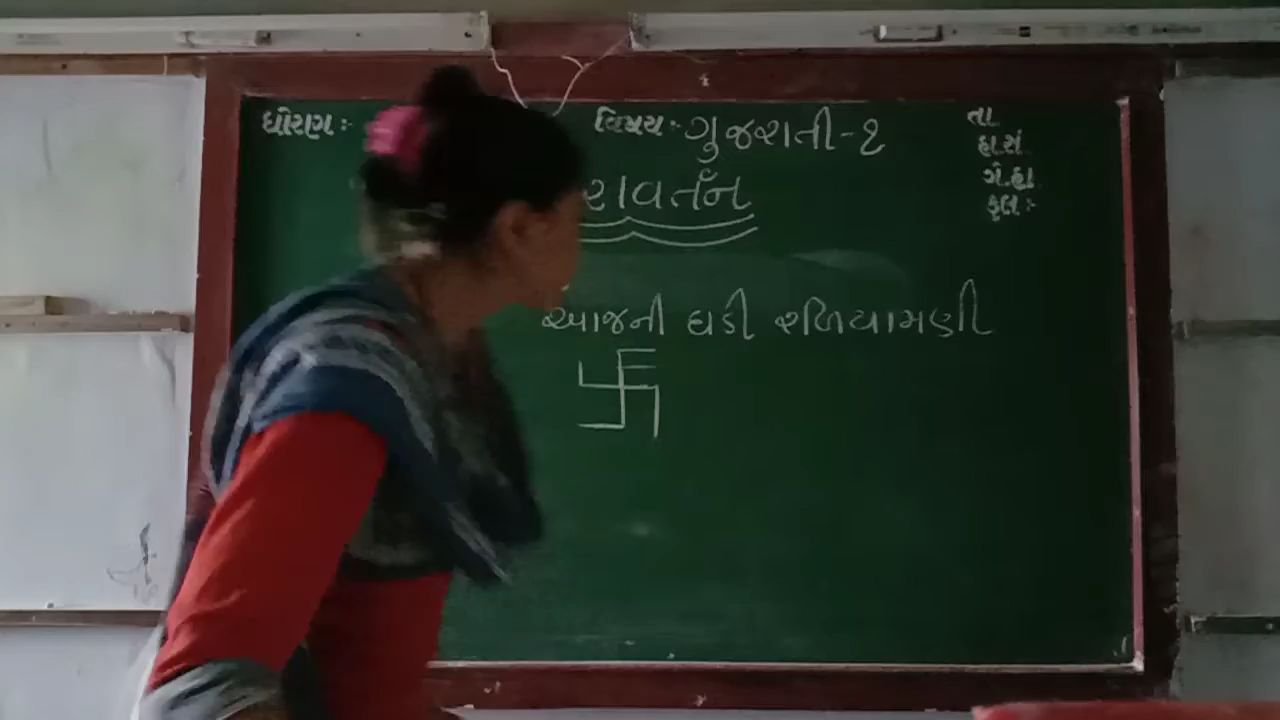 ધોરણ:-
વિષય:- ગુજરાતી-૨
તા.
હા.સં
ગે.હા
કુલ:-
આજની ઘડી રળિયામણી